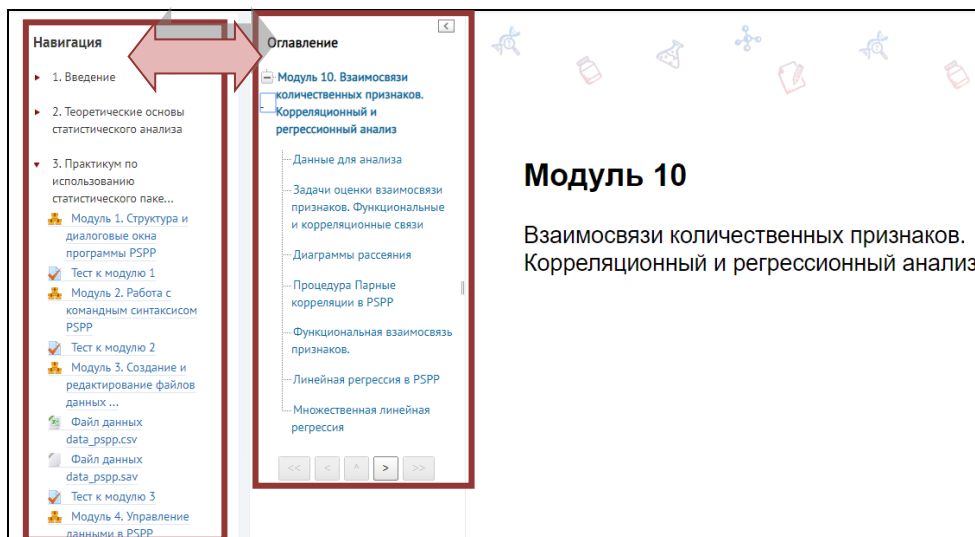 Навигация
1. Введение
2. Теоретические основы
статистического анализа
3. Практикум по
использованию
статистического паке...
Модуль 1. Структура и
диалоговые окна
программы PSPP
Тест к модулю 1
Модуль 2. Работа с
командным синтаксисом
PSPP
Тест к модулю 2
Модуль 3. Создание и
редактирование файлов
данных ...
Файл данных
data_pspp.csv
Файл данных
data_pspp.sav
Тест к модулю 3
Модуль 4. Управление
данными в PSPP
Оглавление
Модуль 10. Взаимосвязи
количественных признаков.
Корреляционный и
регрессионный анализ
Данные для анализа
Задачи оценки взаимосвязи
признаков. Функциональные
и корреляционные связи
Диаграммы рассеяния
Процедура Парные
корреляции в PSPP
Функциональная взаимосвязь
признаков.
Линейная регрессия в PSPP
Множественная линейная
регрессия
<< < ^ > >>
Модуль 10
Взаимосвязи количественных признаков.
Корреляционный и регрессионный анализ